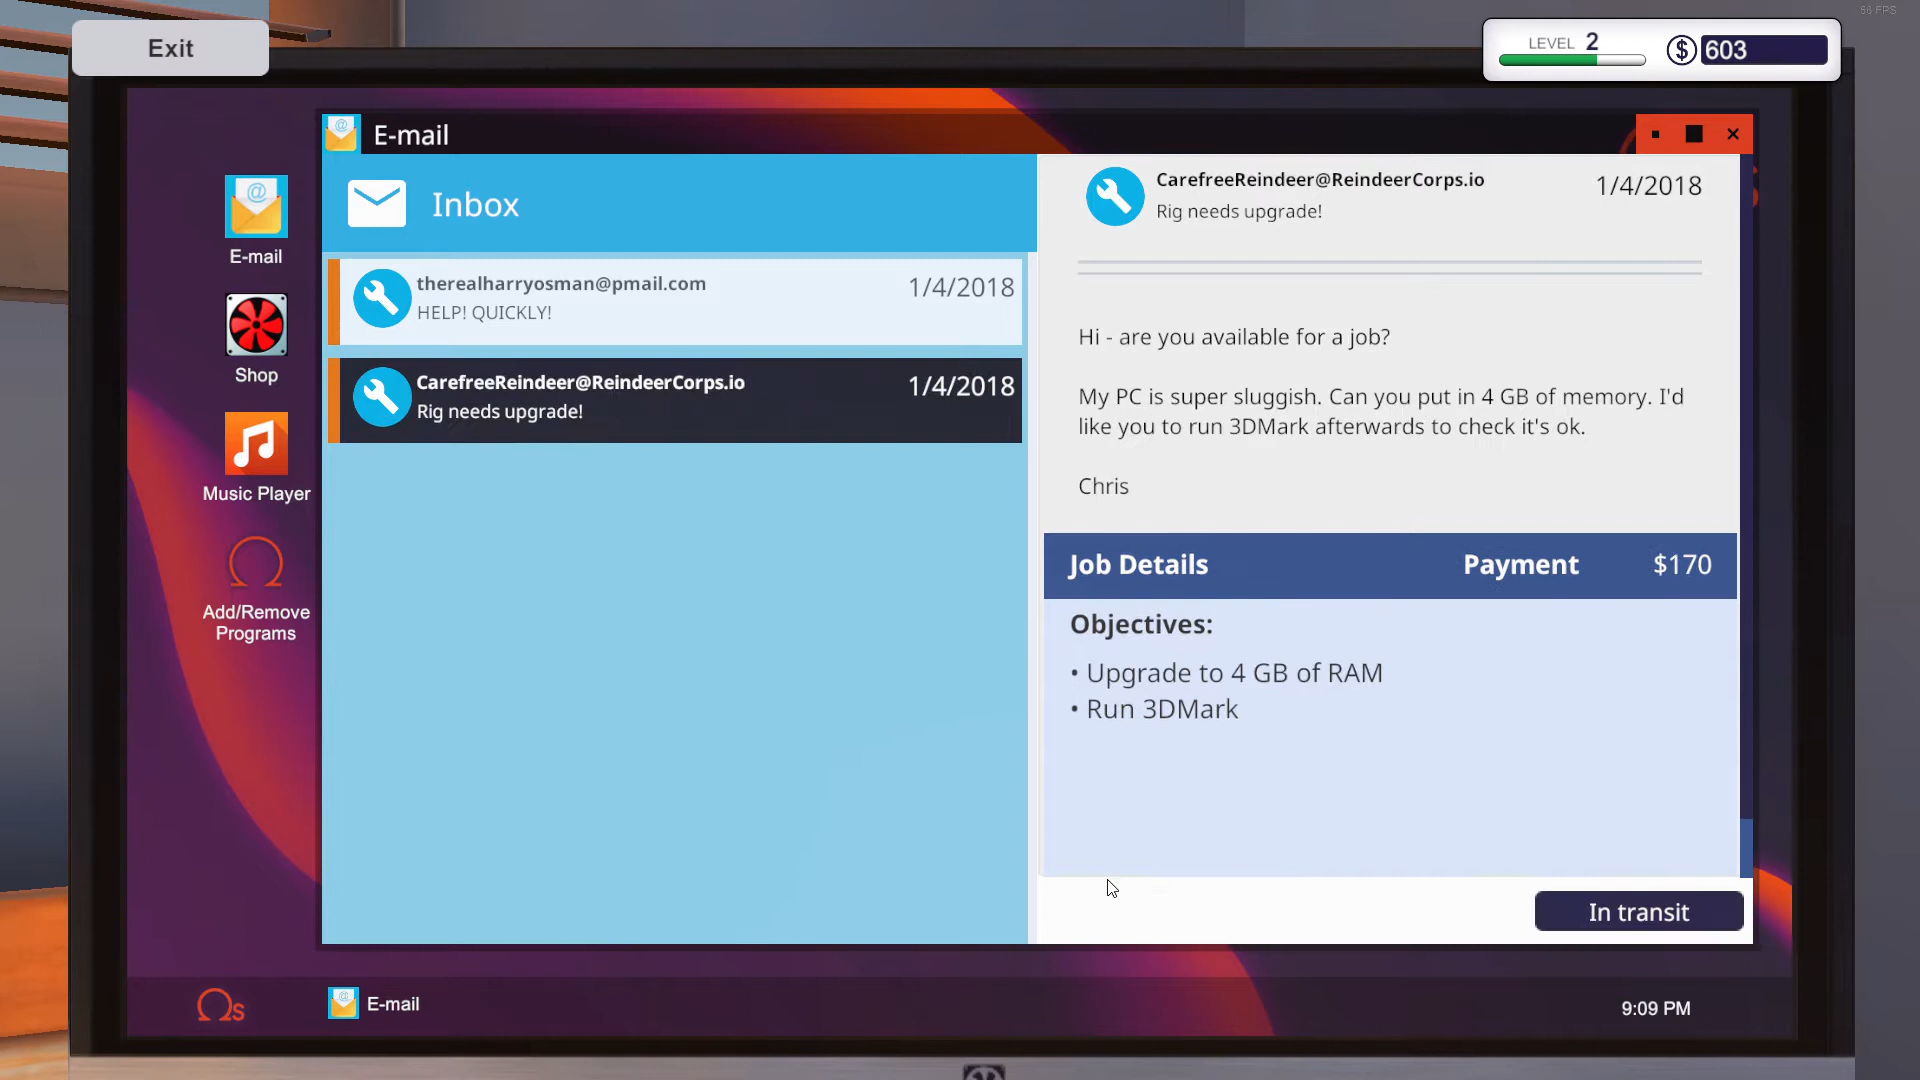 Exit
66 FPS
LEVEL 2
$ 603
E-mail
E-mail
Shop
Music Player
Add/Remove
Programs
Inbox
therealharryosman@pmail.com 1/4/2018
HELP! QUICKLY!
CarefreeReindeer@ReindeerCorps.io 1/4/2018
Rig needs upgrade!
CarefreeReindeer@ReindeerCorps.io 1/4/2018
Rig needs upgrade!
Hi - are you available for a job?
My PC is super sluggish. Can you put in 4 GB of memory. I'd
like you to run 3DMark afterwards to check it's ok.
Chris
Job Details Payment $170
Objectives:
• Upgrade to 4 GB of RAM
• Run 3DMark
In transit
Ωs
E-mail
9:09 PM